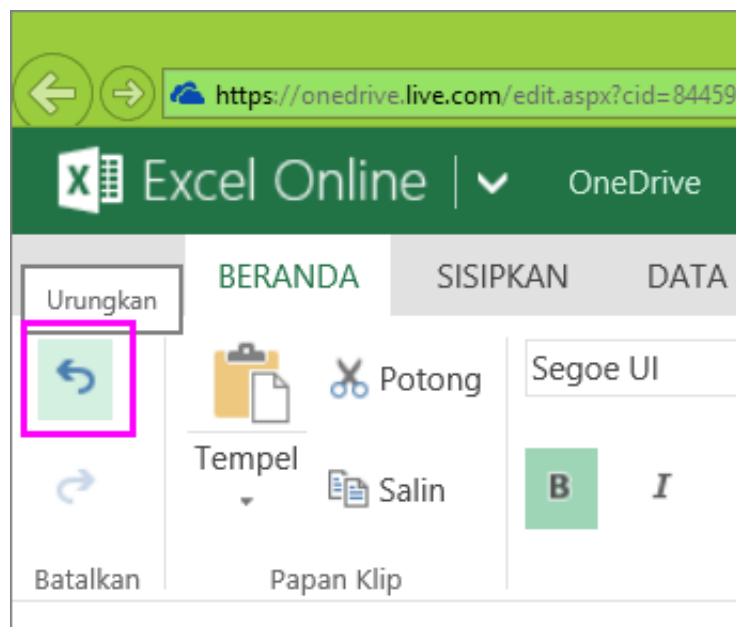 https://onedrive.live.com/edit.aspx?cid=84459
Excel Online | OneDrive
Urungkan
BERANDA SISIPKAN DATA
Potong
Segoe UI
Tempel
Salin
B I
Batalkan
Papan Klip